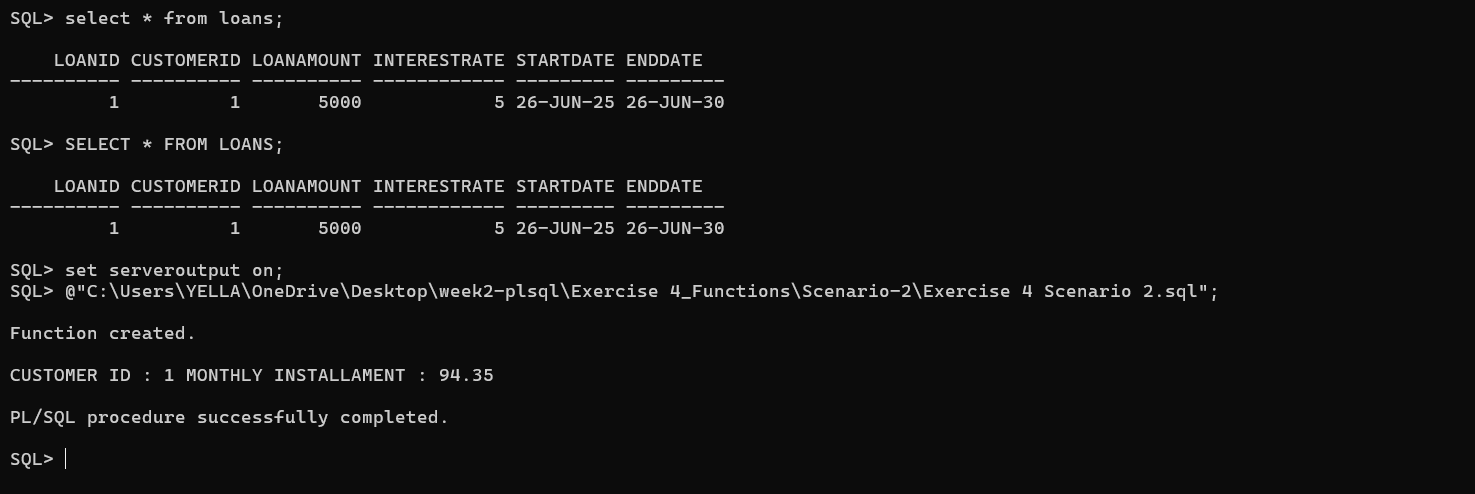 SQL> select * from loans;
    LOANID CUSTOMERID LOANAMOUNT INTERESTRATE STARTDATE ENDDATE
---------- ---------- ---------- ------------ --------- ---------
         1          1       5000            5 26-JUN-25 26-JUN-30
SQL> SELECT * FROM LOANS;
    LOANID CUSTOMERID LOANAMOUNT INTERESTRATE STARTDATE ENDDATE
---------- ---------- ---------- ------------ --------- ---------
         1          1       5000            5 26-JUN-25 26-JUN-30
SQL> set serveroutput on;
SQL> @"C:\Users\YELLA\OneDrive\Desktop\week2-plsql\Exercise 4_Functions\Scenario-2\Exercise 4 Scenario 2.sql";
Function created.
CUSTOMER ID : 1 MONTHLY INSTALLAMENT : 94.35
PL/SQL procedure successfully completed.
SQL>